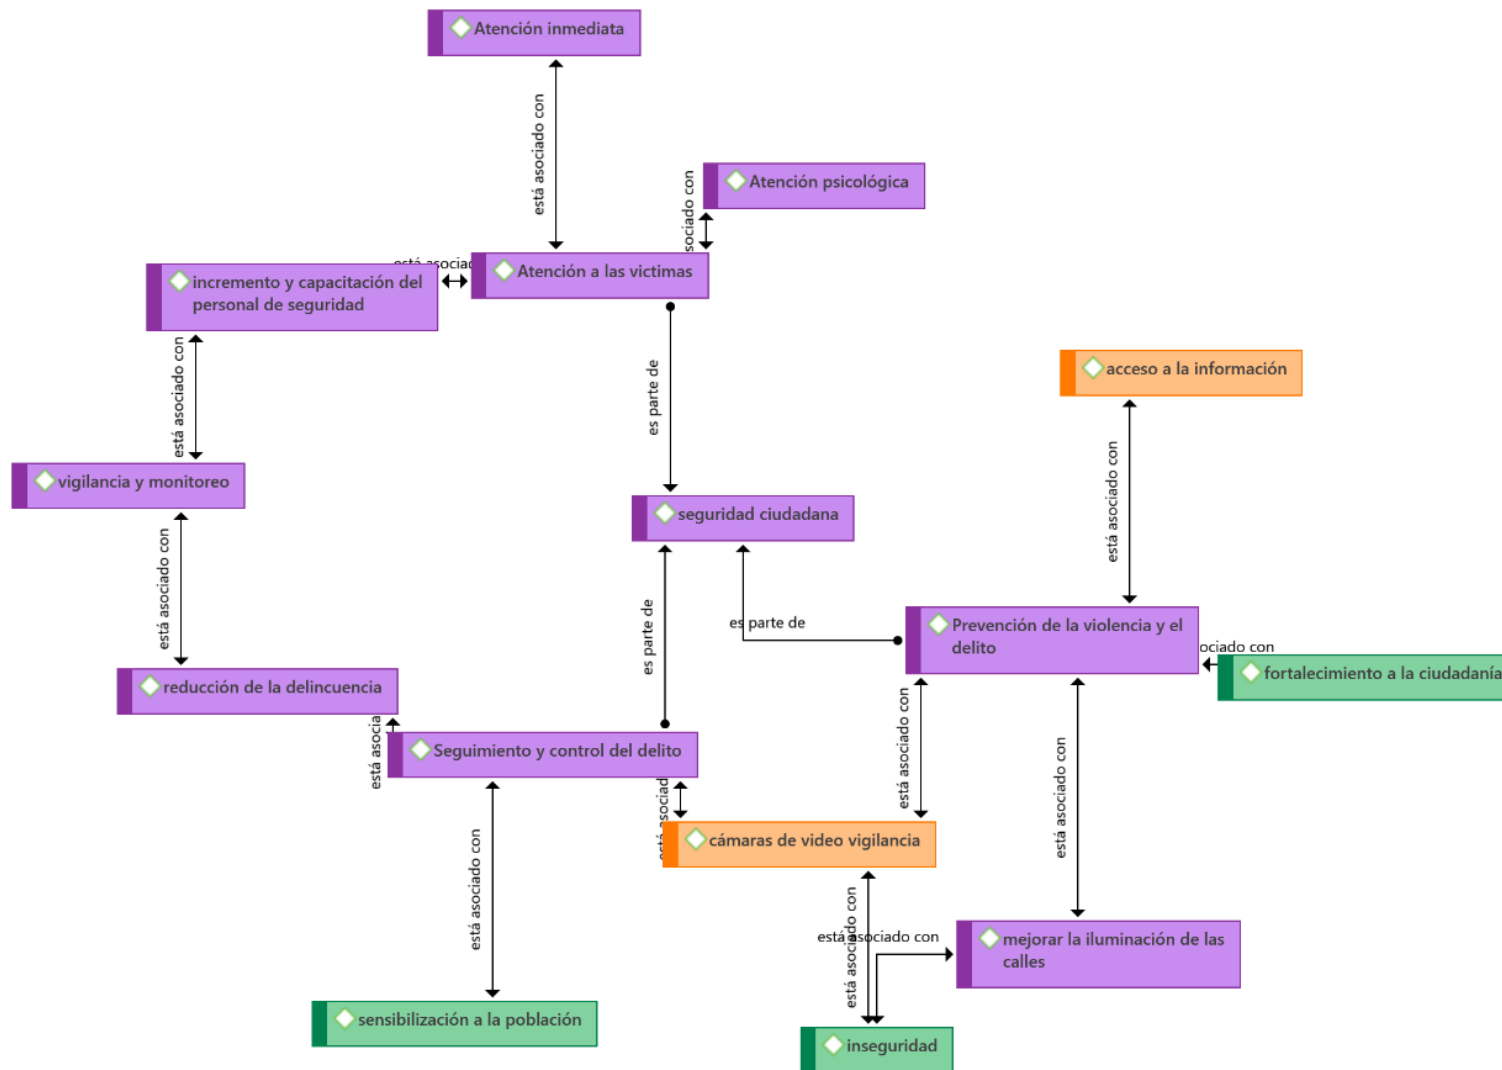 Atención inmediata
está asociado con
Atención psicológica
sociado con
está asociad
Atención a las victimas
incremento y capacitación del
personal de seguridad
está asociado con
es parte de
acceso a la información
está asociado con
vigilancia y monitoreo
seguridad ciudadana
está asociado con
es parte de
es parte de
Prevención de la violencia y el
delito
ociado con
fortalecimiento a la ciudadanía
reducción de la delincuencia
está asocia
Seguimiento y control del delito
está asociado con
está asociado con
está asociad
cámaras de video vigilancia
está asociado con
está asociado con
está asociado con
mejorar la iluminación de las
calles
sensibilización a la población
inseguridad